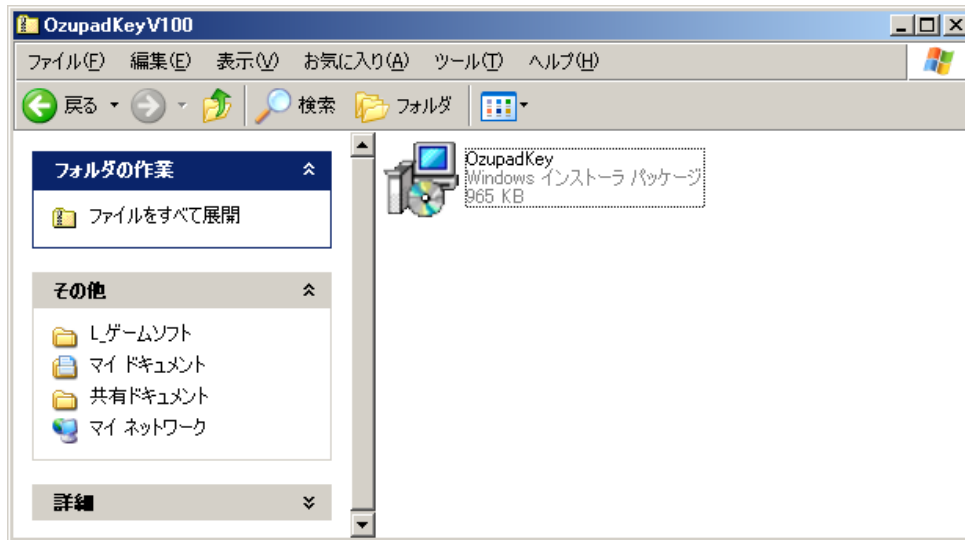 OzupadKeyV100
ファイル(F) 編集(E) 表示(V) お気に入り(A) ツール(T) ヘルプ(H)
戻る 検索 フォルダ
フォルダの作業
ファイルをすべて展開
その他
L_ゲームソフト
マイ ドキュメント
共有ドキュメント
マイ ネットワーク
詳細
OzupadKey
Windows インストーラ パッケージ
965 KB